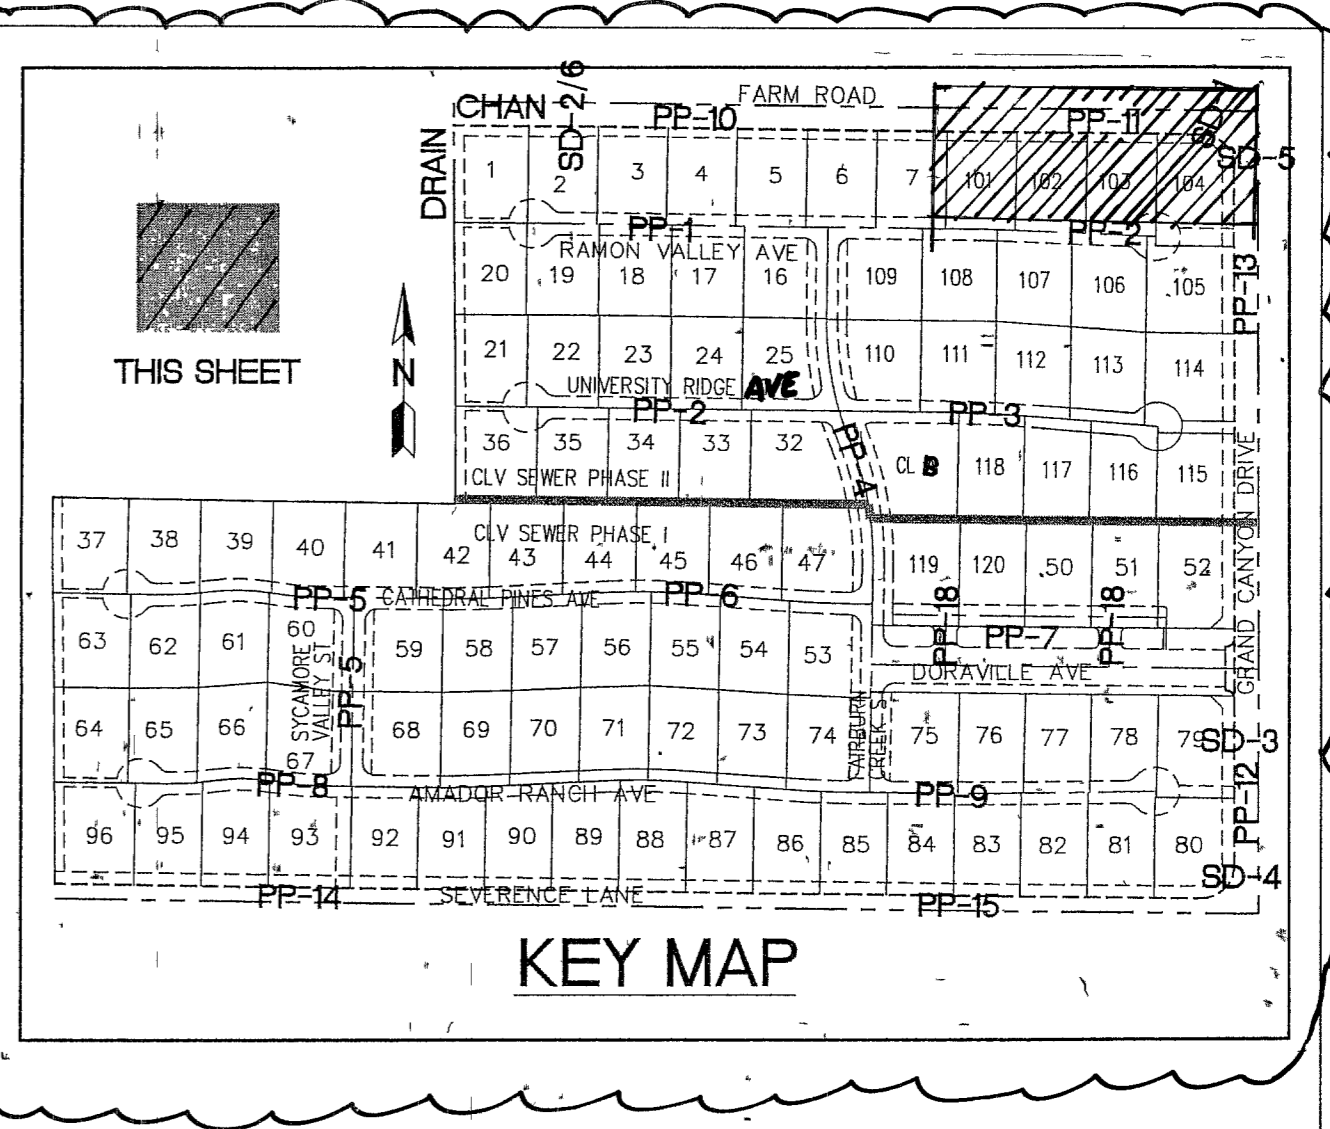 FARM ROAD
CHAN
SD-2/6
PP-10
PP-11
SD-1
DRAIN
SD-5
1 2 3 4 5 6 7 101 102 103 104
PP-1
PP-2
RAMON VALLEY AVE
20 19 18 17 16 109 108 107 106 105
PP-13
THIS SHEET
N
21 22 23 24 25 110 111 112 113 114
UNIVERSITY RIDGE AVE
PP-2
PP-3
PP-4
36 35 34 33 32 CL B 118 117 116 115
CLV SEWER PHASE II
GRAND CANYON DRIVE
CLV SEWER PHASE I
37 38 39 40 41 42 43 44 45 46 47 119 120 50 51 52
PP-5
CATHEDRAL PINES AVE
PP-6
PP-18
PP-18
PP-7
63 62 61 60 59 58 57 56 55 54 53
SYCAMORE
VALLEY ST
PP-5
DORAVILLE AVE
FAIRBURN
CREEK S
64 65 66 67 68 69 70 71 72 73 74 75 76 77 78 79
SD-3
PP-8
AMADOR RANCH AVE
PP-9
PP-12
96 95 94 93 92 91 90 89 88 87 86 85 84 83 82 81 80
SD-4
PP-14
SEVERENCE LANE
PP-15
KEY MAP